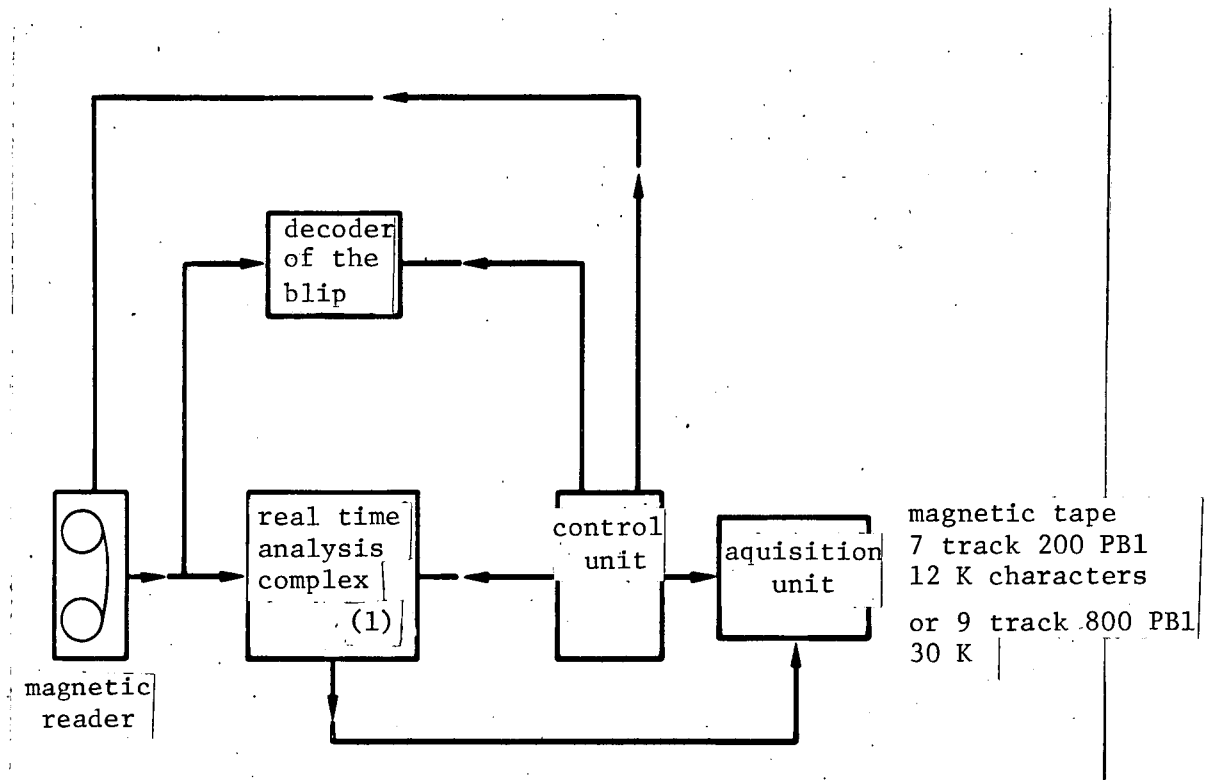 decoder
of the
blip
real time
analysis
complex
(1)
control
unit
aquisition
unit
magnetic tape
7 track 200 PB1
12 K characters
or 9 track 800 PB1
30 K
magnetic
reader